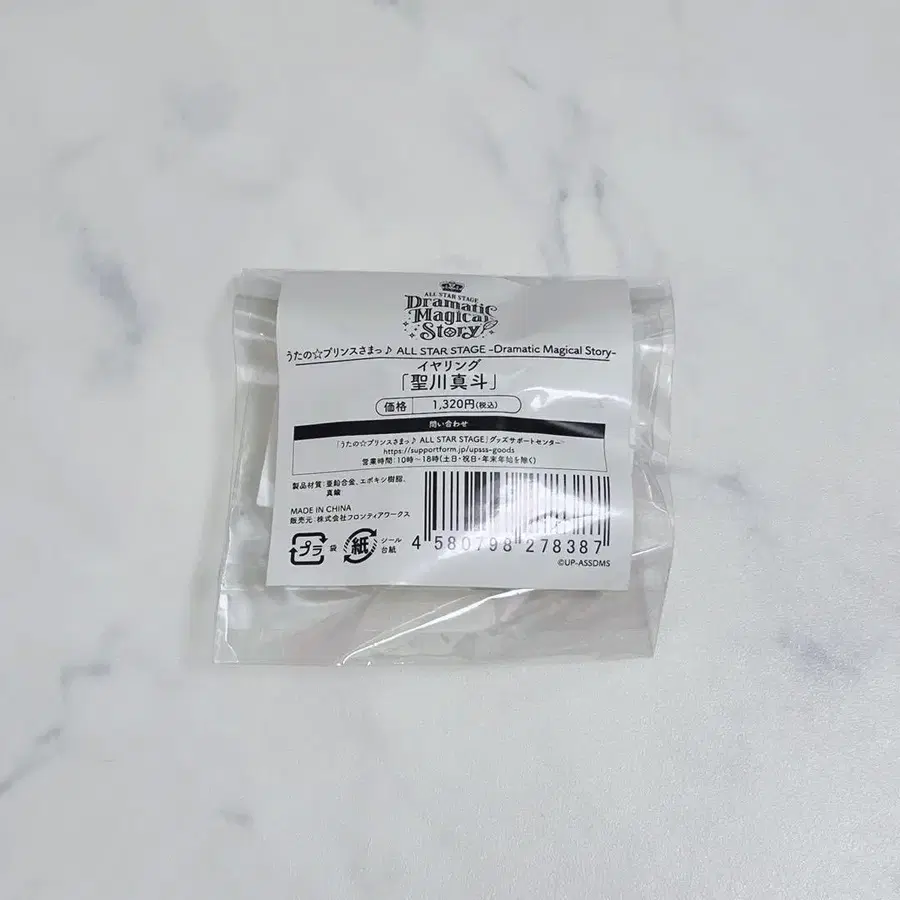 ALL STAR STAGE
Dramatic
Magical
Story
うたの☆プリンスさまっ♪ ALL STAR STAGE -Dramatic Magical Story-
イヤリング
「聖川真斗」
価格 1,320円(税込)
問い合わせ
「うたの☆プリンスさまっ♪ ALL STAR STAGE」グッズサポートセンター
https://supportform.jp/upsss-goods
営業時間:10時～18時(土日・祝日・年末年始を除く)
製品材質:亜鉛合金、エポキシ樹脂、
真鍮
MADE IN CHINA
販売元:株式会社フロンティアワークス
プラ 袋 紙 シール
台紙
4 580798 278387
©UP-ASSDMS